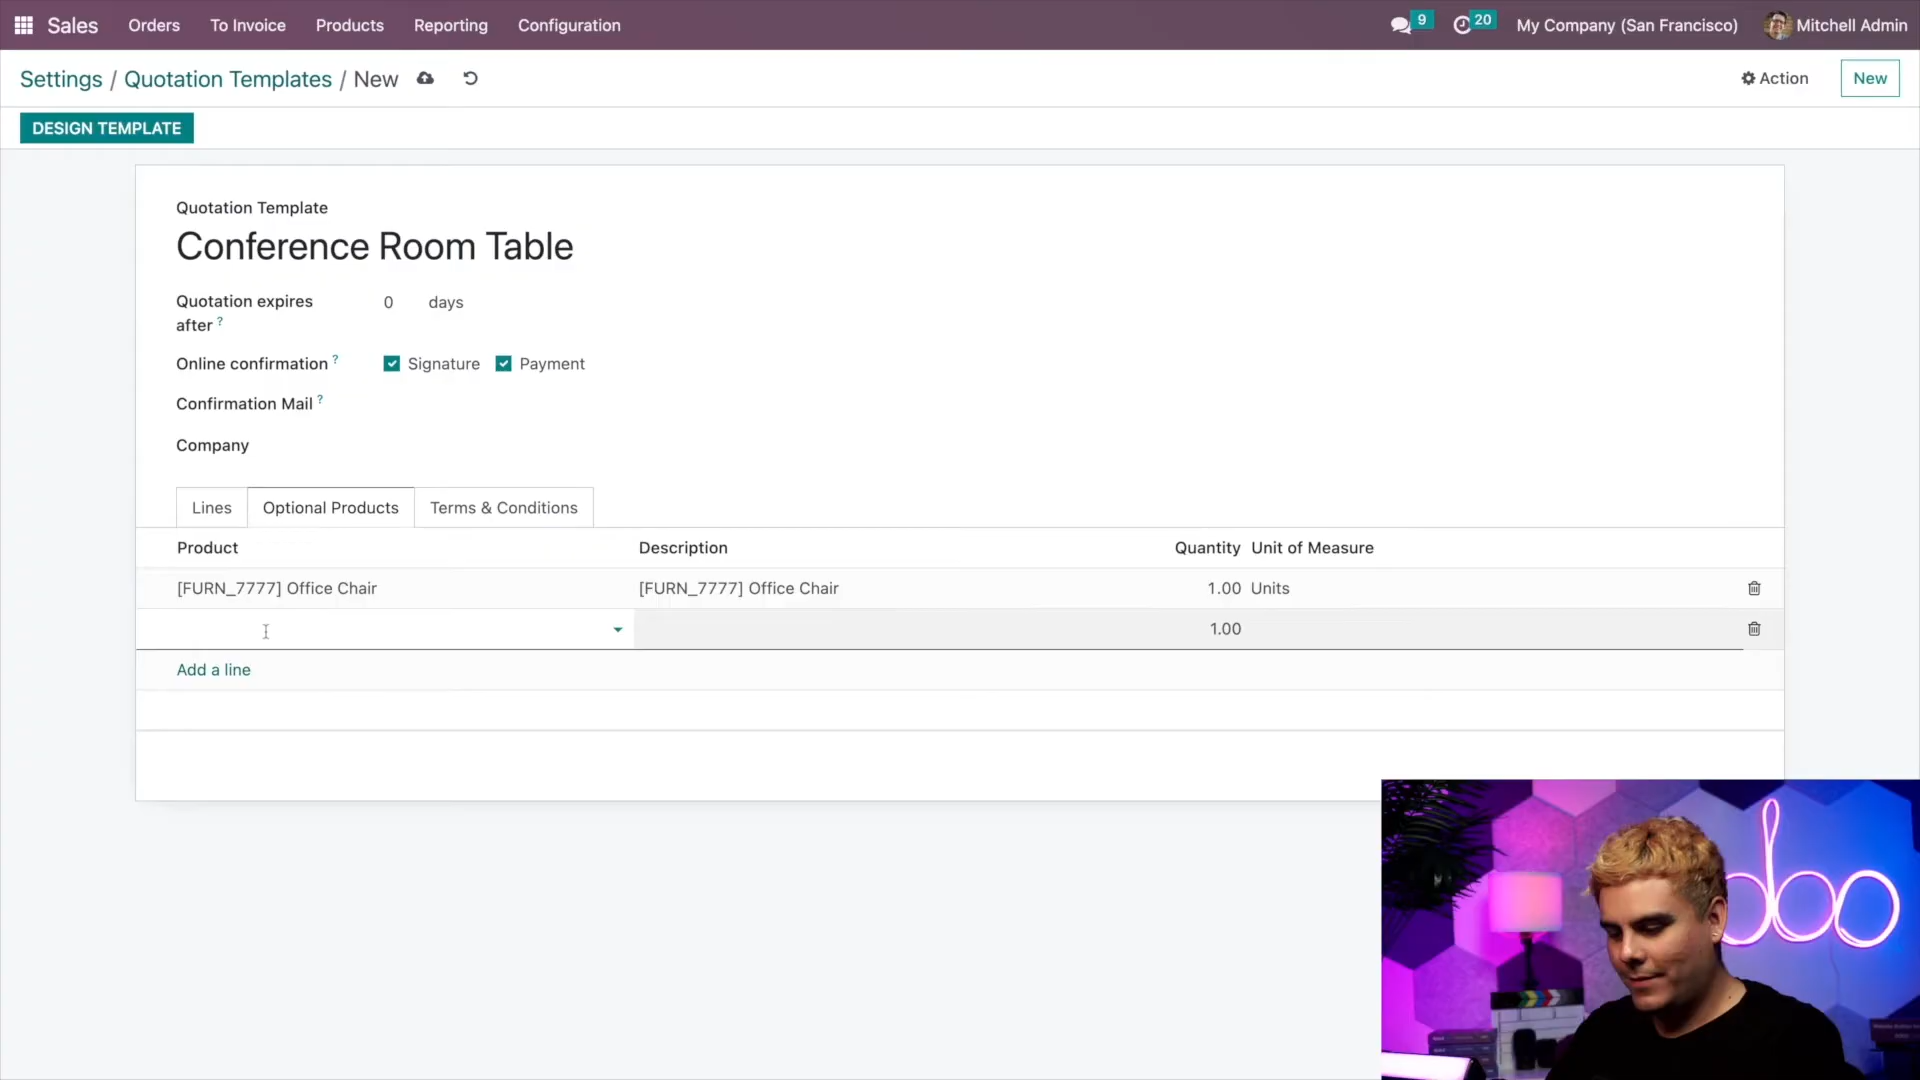 Sales Orders To Invoice Products Reporting Configuration 9 20 My Company (San Francisco) Mitchell Admin
Settings / Quotation Templates / New Action New
DESIGN TEMPLATE
Quotation Template
Conference Room Table
Quotation expires after ? 0 days
Online confirmation ? Signature Payment
Confirmation Mail ?
Company
Lines Optional Products Terms & Conditions
Product Description Quantity Unit of Measure
[FURN_7777] Office Chair [FURN_7777] Office Chair 1.00 Units
1.00
Add a line
odoo